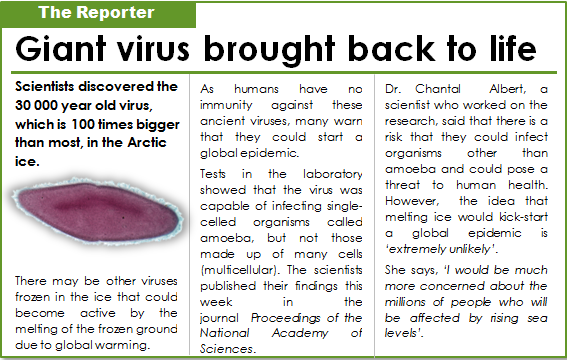 The Reporter
Giant virus brought back to life
Scientists discovered the
30 000 year old virus,
which is 100 times bigger
than most, in the Arctic
ice.
There may be other viruses
frozen in the ice that could
become active by the
melting of the frozen ground
due to global warming.
As humans have no
immunity against these
ancient viruses, many warn
that they could start a
global epidemic.
Tests in the laboratory
showed that the virus was
capable of infecting single-
celled organisms called
amoeba, but not those
made up of many cells
(multicellular). The scientists
published their findings this
week in the
journal Proceedings of the
National Academy of
Sciences.
Dr. Chantal Albert, a
scientist who worked on the
research, said that there is a
risk that they could infect
organisms other than
amoeba and could pose a
threat to human health.
However, the idea that
melting ice would kick-start
a global epidemic is
'extremely unlikely'.
She says, 'I would be much
more concerned about the
millions of people who will
be affected by rising sea
levels'.